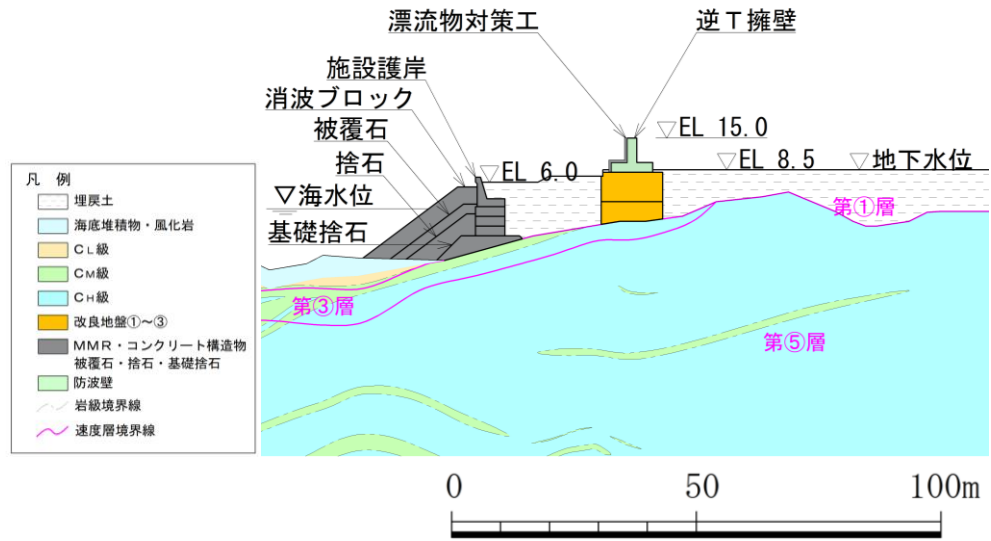 漂流物対策工
逆T擁壁
施設護岸
消波ブロック
被覆石
捨石
▽海水位
基礎捨石
▽EL 6.0
▽EL 15.0
▽EL 8.5
▽地下水位
第①層
第③層
第⑤層
凡 例
埋戻土
海底堆積物・風化岩
CL級
CM級
CH級
改良地盤①～③
MMR・コンクリート構造物
被覆石・捨石・基礎捨石
防波壁
岩級境界線
速度層境界線
0
50
100m